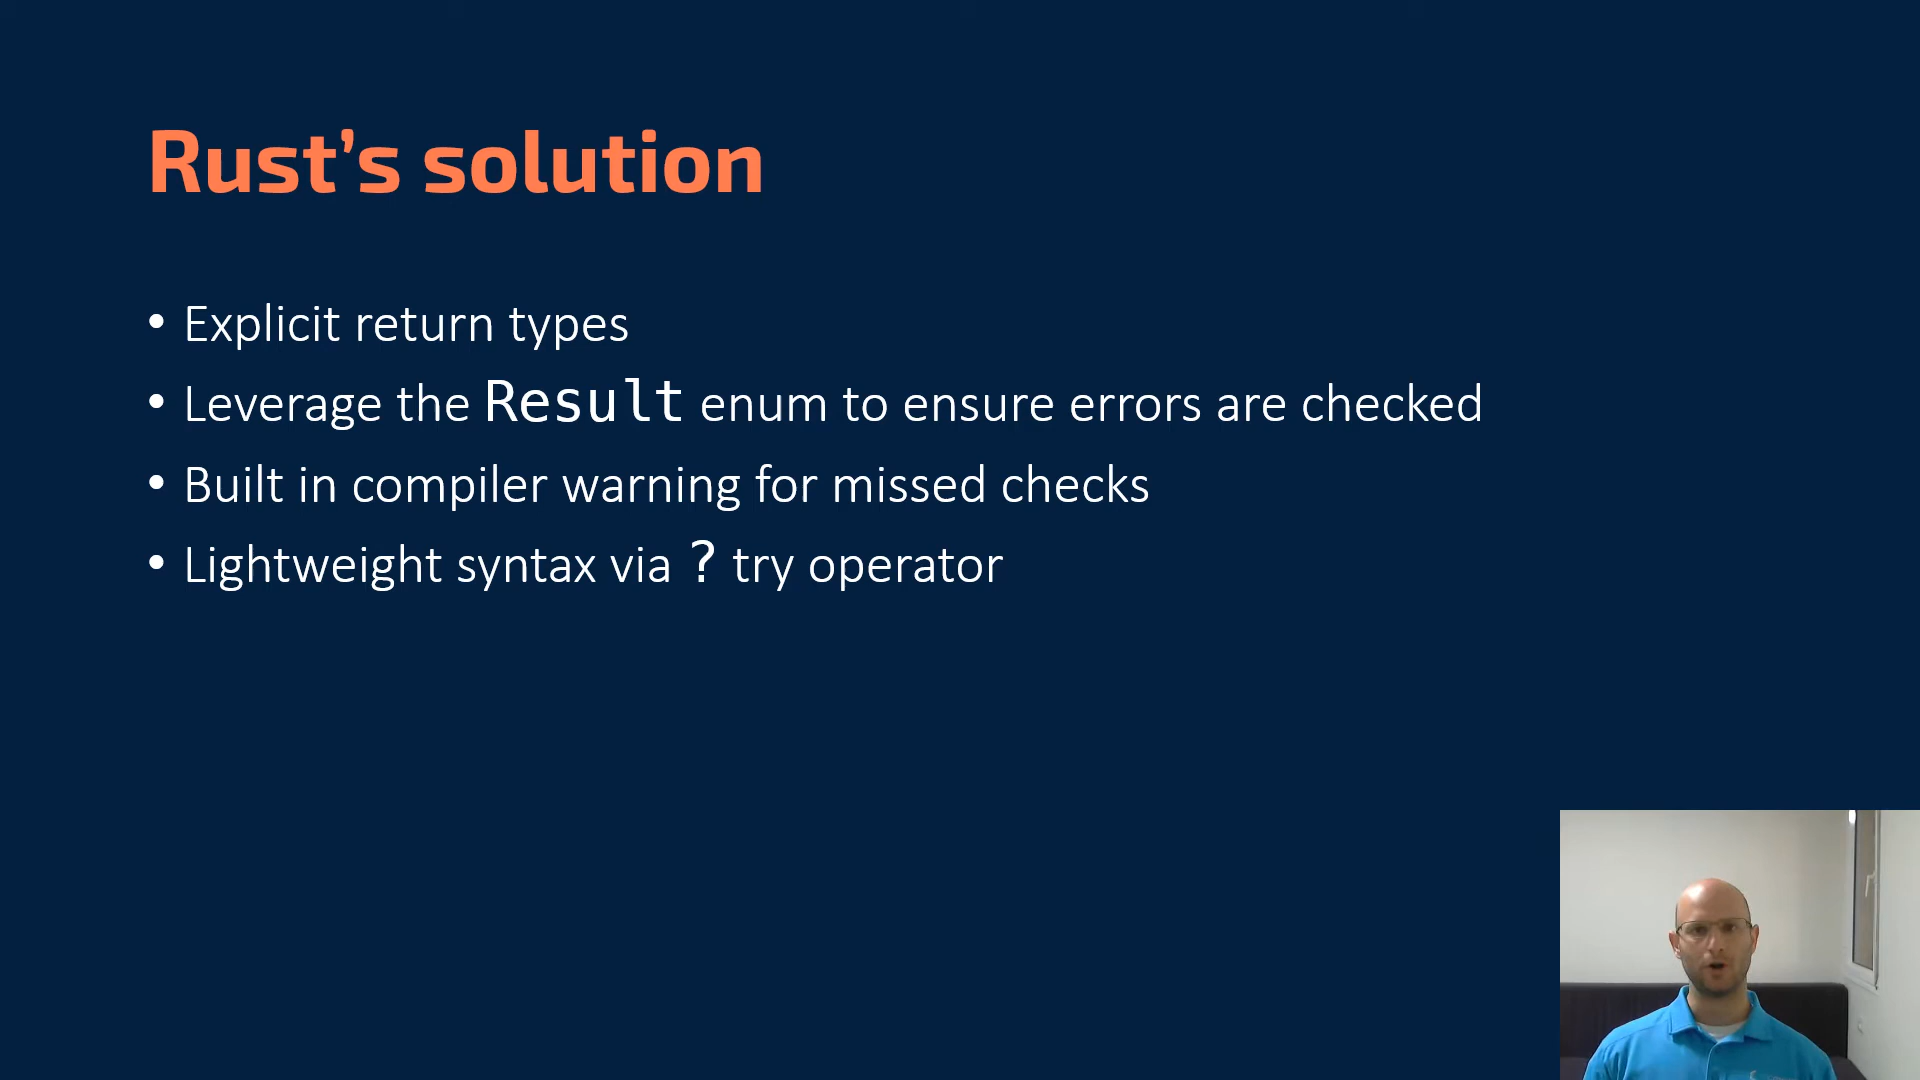 Rust’s solution
• Explicit return types
• Leverage the Result enum to ensure errors are checked
• Built in compiler warning for missed checks
• Lightweight syntax via ? try operator